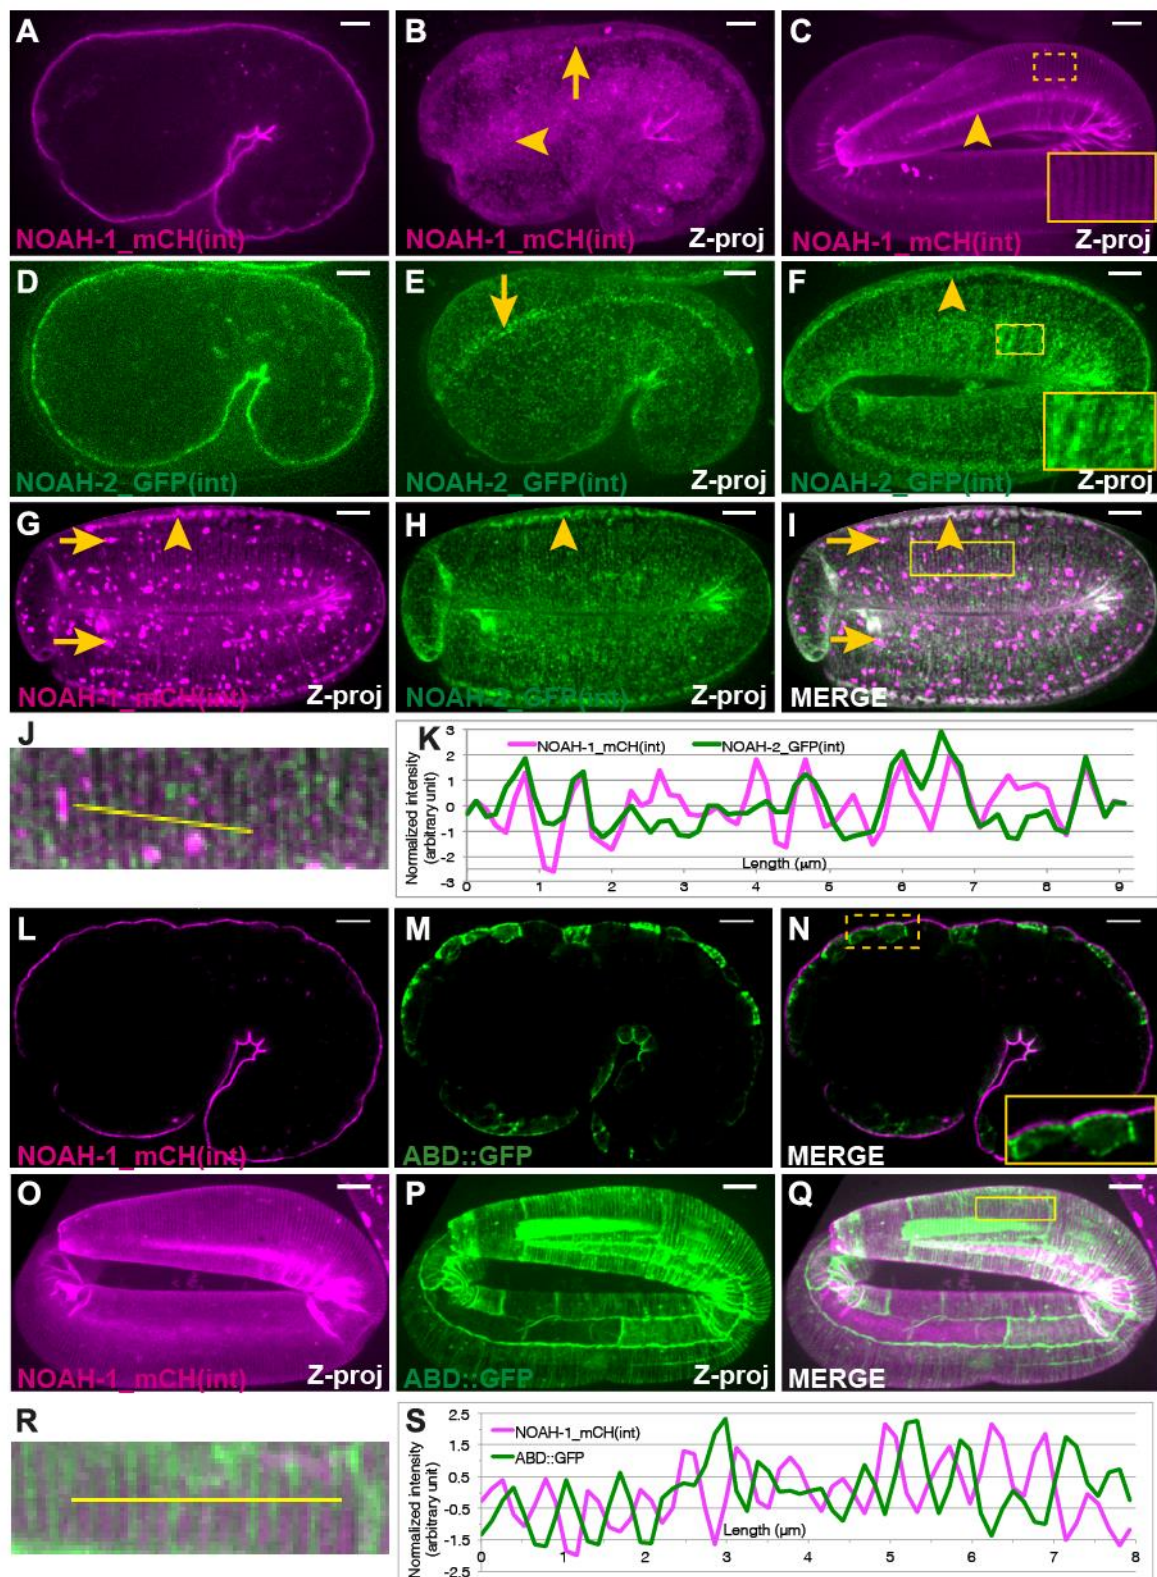 A
NOAH-1_mCH(int)
B
NOAH-1_mCH(int)
Z-proj
C
NOAH-1_mCH(int)
Z-proj
D
NOAH-2_GFP(int)
E
NOAH-2_GFP(int)
Z-proj
F
NOAH-2_GFP(int)
Z-proj
G
NOAH-1_mCH(int)
Z-proj
H
NOAH-2_GFP(int)
Z-proj
I
MERGE
J
K
NOAH-1_mCH(int)
NOAH-2_GFP(int)
Normalized intensity
(arbitrary unit)
3
2
1
0
-1
-2
-3
Length (µm)
0 1 2 3 4 5 6 7 8 9
L
NOAH-1_mCH(int)
M
ABD::GFP
N
MERGE
O
NOAH-1_mCH(int)
Z-proj
P
ABD::GFP
Z-proj
Q
MERGE
R
S
NOAH-1_mCH(int)
ABD::GFP
Normalized intensity
(arbitrary unit)
2.5
1.5
0.5
-0.5
-1.5
-2.5
Length (µm)
0 1 2 3 4 5 6 7 8